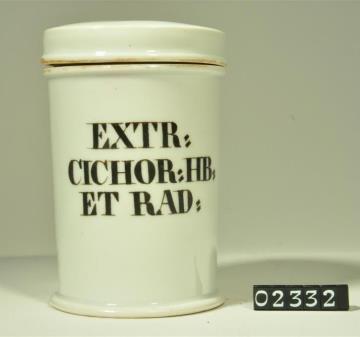 EXTR:
CICHOR:HB:
ET RAD:
02332